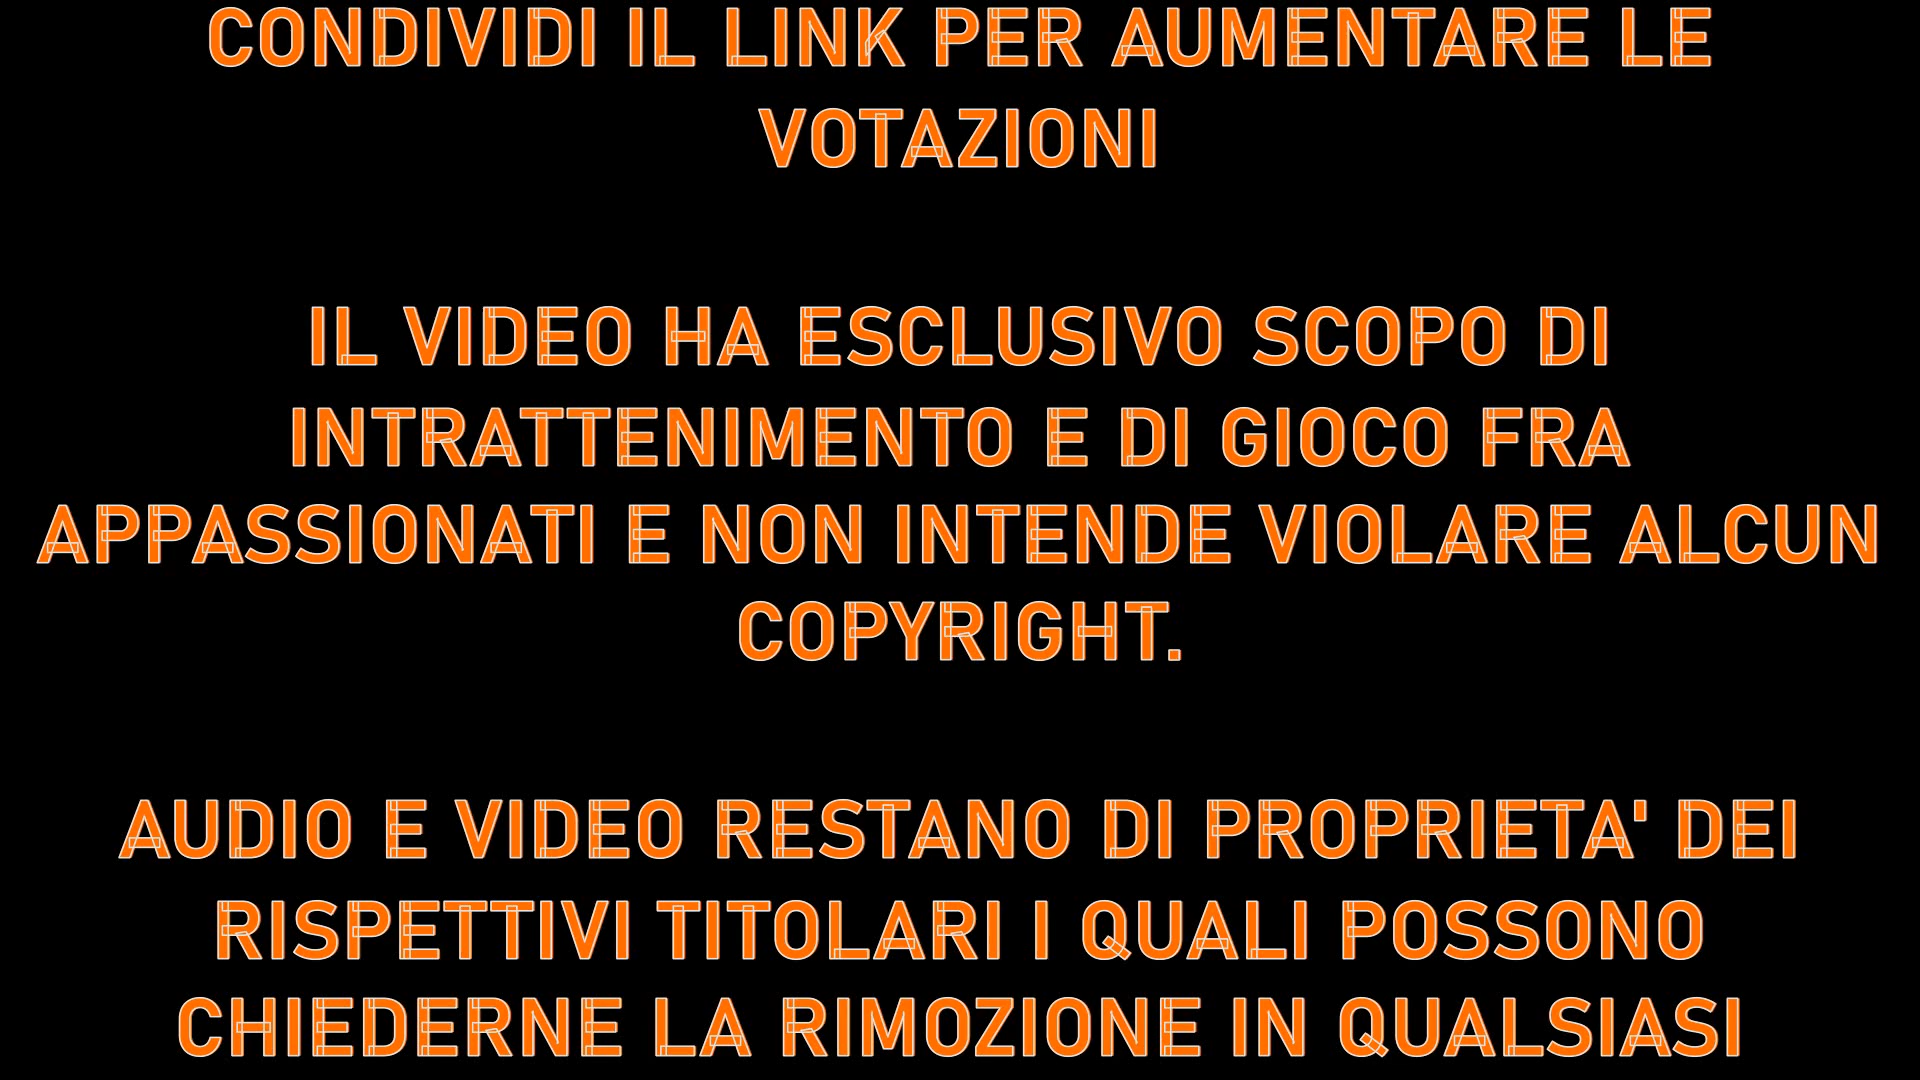 CONDIVIDI IL LINK PER AUMENTARE LE
VOTAZIONI
IL VIDEO HA ESCLUSIVO SCOPO DI
INTRATTENIMENTO E DI GIOCO FRA
APPASSIONATI E NON INTENDE VIOLARE ALCUN
COPYRIGHT.
AUDIO E VIDEO RESTANO DI PROPRIETA' DEI
RISPETTIVI TITOLARI I QUALI POSSONO
CHIEDERNE LA RIMOZIONE IN QUALSIASI